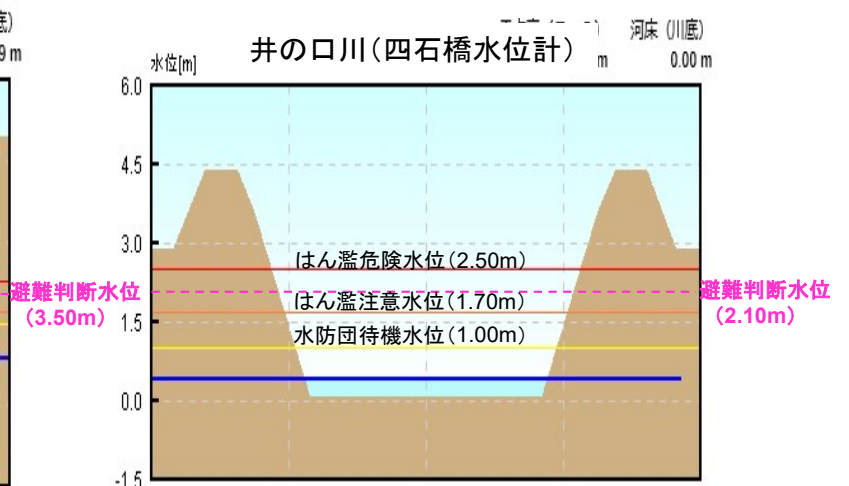 底)
9 m
井の口川(四石橋水位計)
河床 (川底)
m
0.00 m
水位[m]
6.0
4.5
3.0
はん濫危険水位(2.50m)
避難判断水位
(3.50m)
避難判断水位
(2.10m)
はん濫注意水位(1.70m)
1.5
水防団待機水位(1.00m)
0.0
-1.5